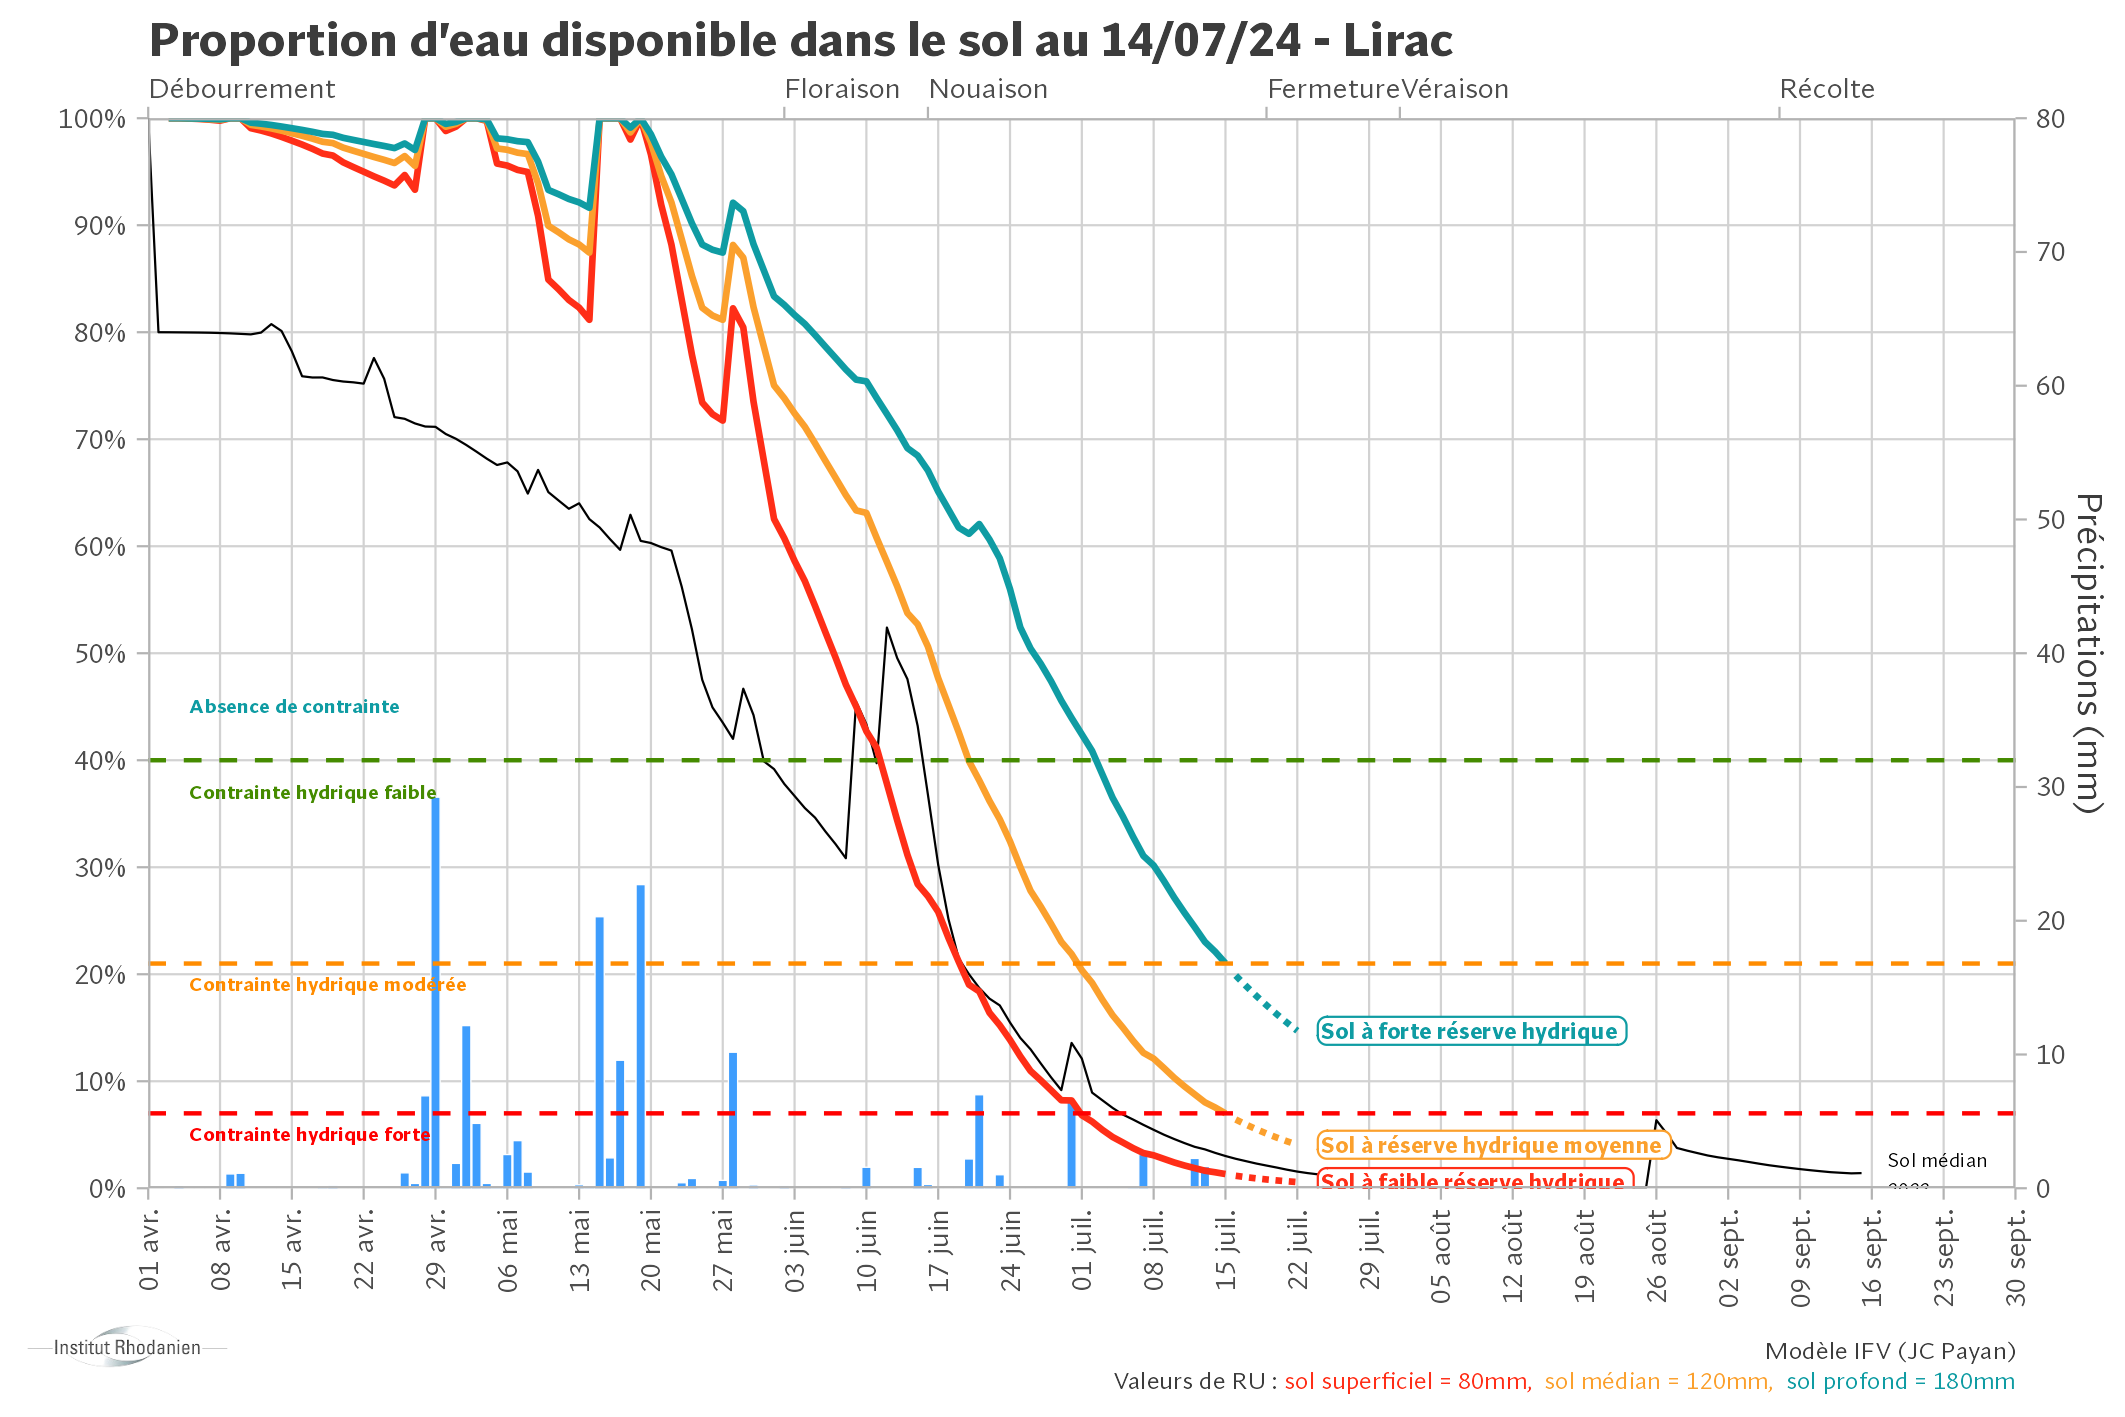 Proportion d'eau disponible dans le sol au 14/07/24 - Lirac
Débourrement Floraison Nouaison Fermeture Véraison Récolte
100% 80
90%
70
80%
60
70%
60% 50
50% 40
Précipitations (mm)
Absence de contrainte
40%
Contrainte hydrique faible
30
30%
20
20%
Contrainte hydrique modérée
Sol à forte réserve hydrique
10
10%
Contrainte hydrique forte
Sol à réserve hydrique moyenne
Sol médian
Sol à faible réserve hydrique
0% 0
01 avr. 08 avr. 15 avr. 22 avr. 29 avr. 06 mai 13 mai 20 mai 27 mai 03 juin 10 juin 17 juin 24 juin 01 juil. 08 juil. 15 juil. 22 juil. 29 juil. 05 août 12 août 19 août 26 août 02 sept. 09 sept. 16 sept. 23 sept. 30 sept.
Institut Rhodanien
Modèle IFV (JC Payan)
Valeurs de RU : sol superficiel = 80mm, sol médian = 120mm, sol profond = 180mm